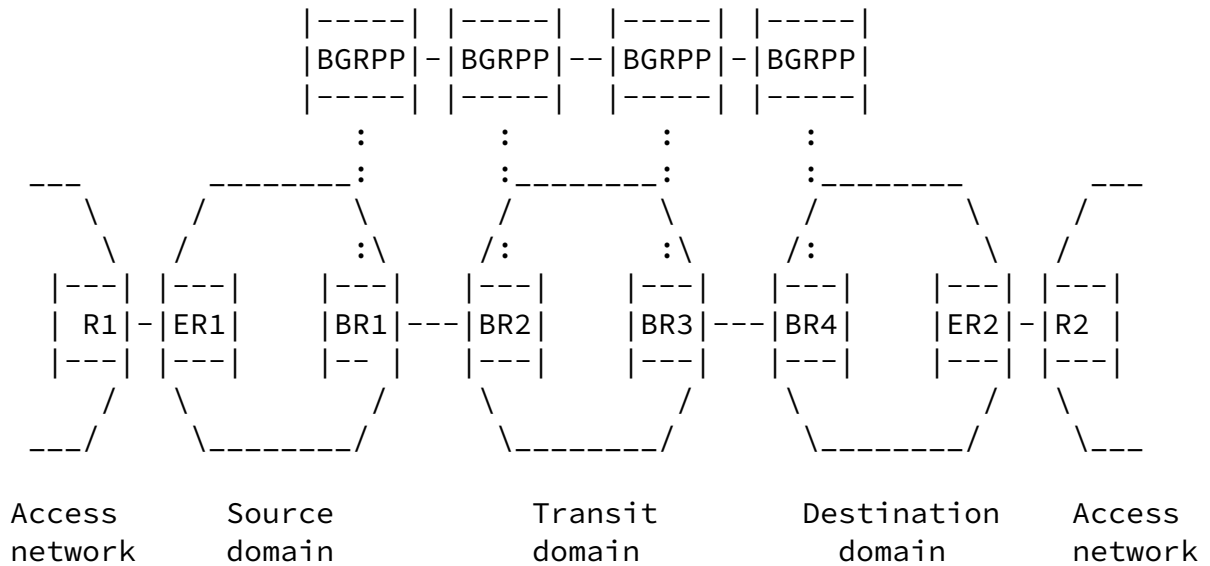 |-----| |-----|  |-----| |-----|
|BGRPP|-|BGRPP|--|BGRPP|-|BGRPP|
|-----| |-----|  |-----| |-----|
:       :        :       :
---       --------:       :--------:       :--------       ---
\     /        \       /        \       /        \     /
\   /         :\     /:         :\     /:         \   /
|---| |---|    |---|   |---|    |---|   |---|    |---| |---|
| R1|-|ER1|    |BR1|---|BR2|    |BR3|---|BR4|    |ER2|-|R2 |
|---| |---|    |-- |   |---|    |---|   |---|    |---| |---|
/   \          /     \          /     \          /   \
---/     \--------/       \--------/       \--------/     \---
Access      Source           Transit        Destination    Access
network     domain           domain           domain       network